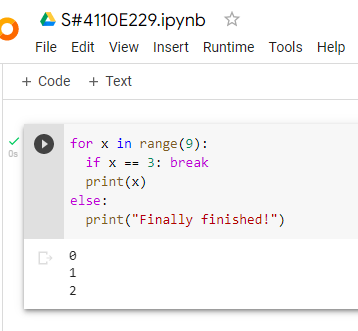 S#4110E229.ipynb
File Edit View Insert Runtime Tools Help
+ Code + Text
for x in range(9):
  if x == 3: break
  print(x)
else:
  print("Finally finished!")
0s
0
1
2